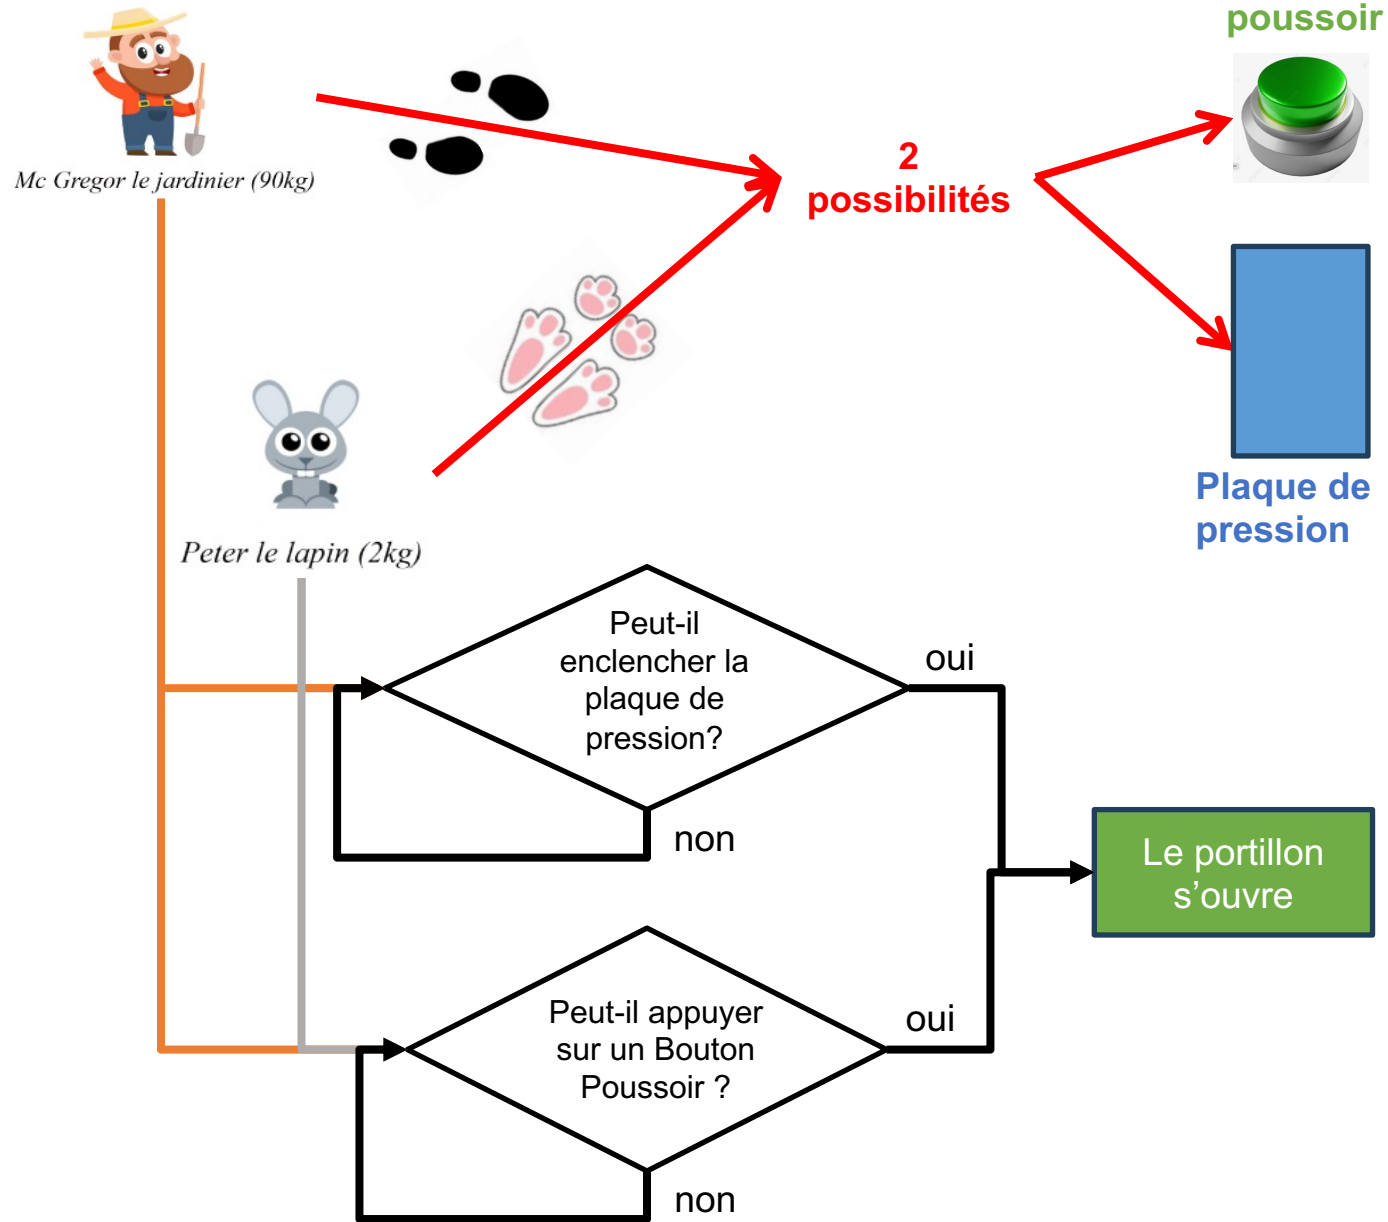 poussoir
Mc Gregor le jardinier (90kg)
2
possibilités
Plaque de
pression
Peter le lapin (2kg)
Peut-il
enclencher la
plaque de
pression?
oui
non
Le portillon
s’ouvre
Peut-il appuyer
sur un Bouton
Poussoir ?
oui
non